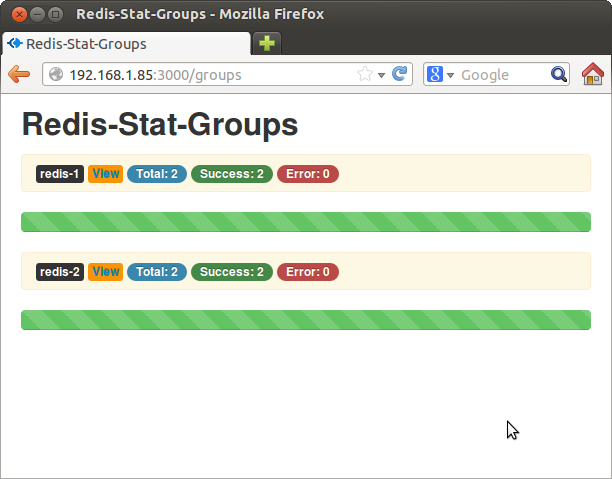 Redis-Stat-Groups - Mozilla Firefox
Redis-Stat-Groups
192.168.1.85:3000/groups
8 Google
Redis-Stat-Groups
redis-1 View Total: 2 Success: 2 Error: 0
redis-2 View Total: 2 Success: 2 Error: 0